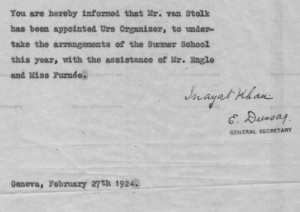 You are hereby informed that Mr. van Stolk
has been appointed Urs Organizer, to under-
take the arrangements of the Summer School
this year, with the assistance of Mr. Engle
and Miss Furnée.
Inayat Khan
E. Dussaq
GENERAL SECRETARY
Geneva, February 27th 1924.